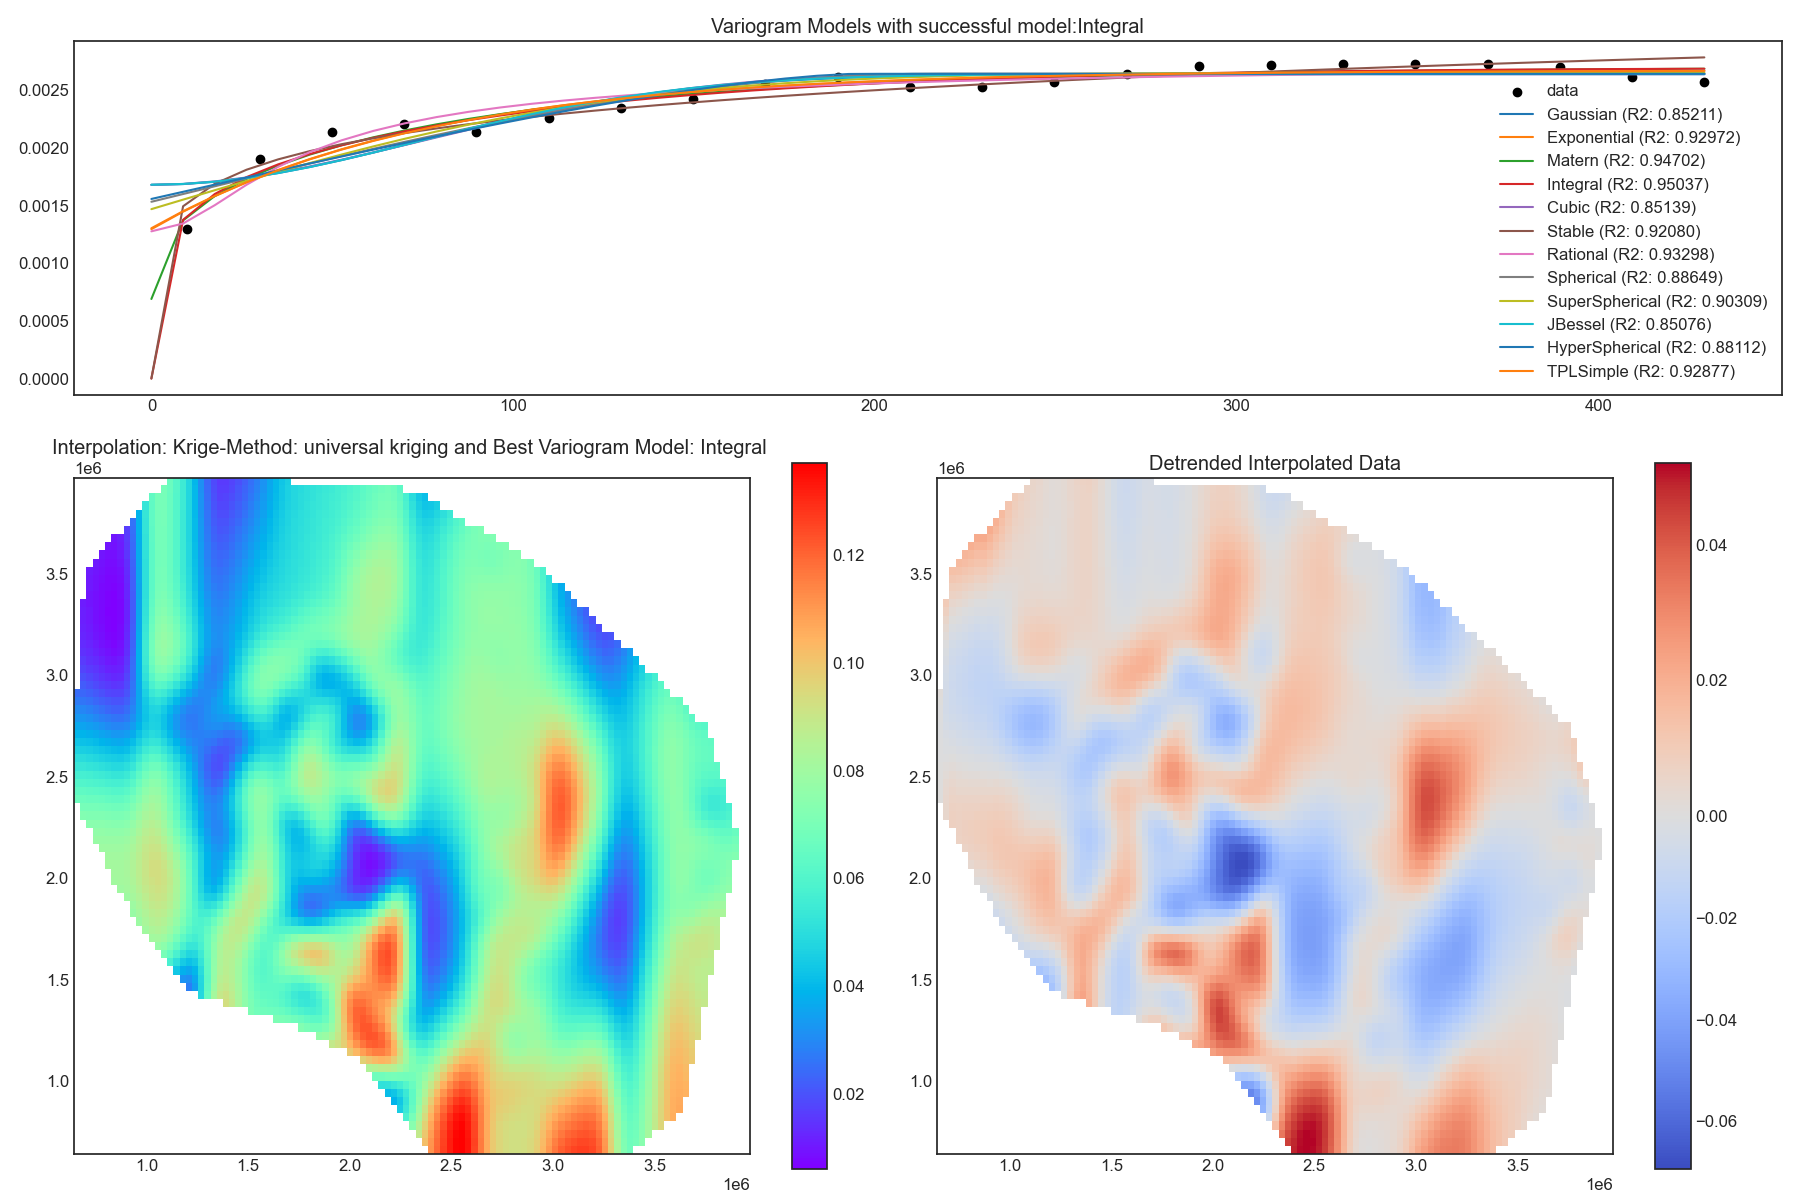 Variogram Models with successful model:Integral
0.0025
0.0020
0.0015
0.0010
0.0005
0.0000
data
Gaussian (R2: 0.85211)
Exponential (R2: 0.92972)
Matern (R2: 0.94702)
Integral (R2: 0.95037)
Cubic (R2: 0.85139)
Stable (R2: 0.92080)
Rational (R2: 0.93298)
Spherical (R2: 0.88649)
SuperSpherical (R2: 0.90309)
JBessel (R2: 0.85076)
HyperSpherical (R2: 0.88112)
TPLSimple (R2: 0.92877)
0 100 200 300 400
Interpolation: Krige-Method: universal kriging and Best Variogram Model: Integral
1e6
3.5
3.0
2.5
2.0
1.5
1.0
1.0 1.5 2.0 2.5 3.0 3.5
1e6
0.12
0.10
0.08
0.06
0.04
0.02
Detrended Interpolated Data
1e6
3.5
3.0
2.5
2.0
1.5
1.0
1.0 1.5 2.0 2.5 3.0 3.5
1e6
0.04
0.02
0.00
−0.02
−0.04
−0.06